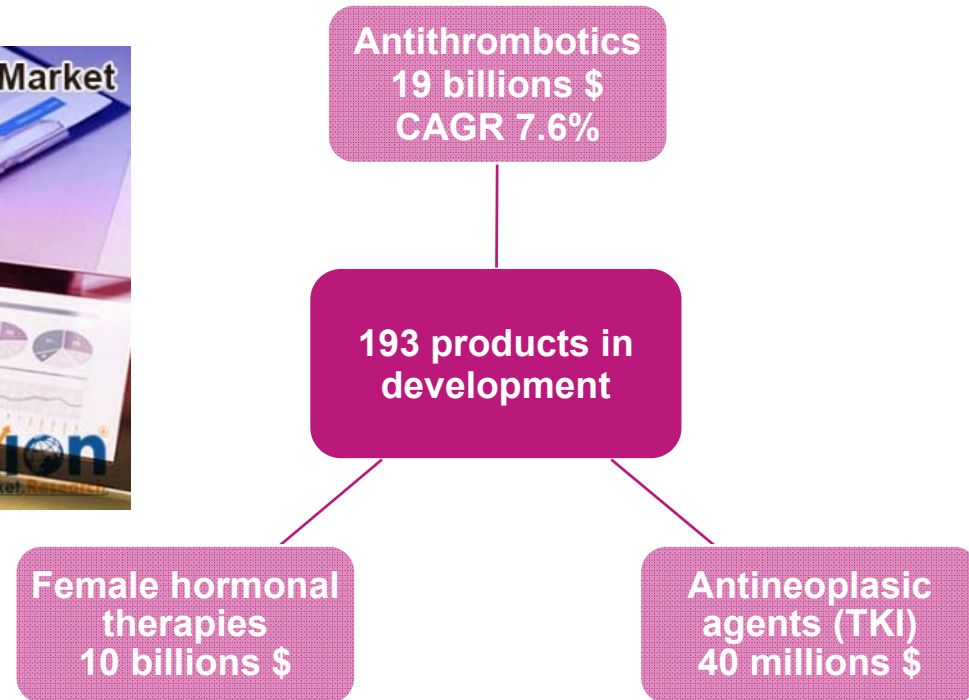 Market
Antithrombotics
19 billions $
CAGR 7.6%
193 products in
development
Female hormonal
therapies
10 billions $
Antineoplasic
agents (TKI)
40 millions $